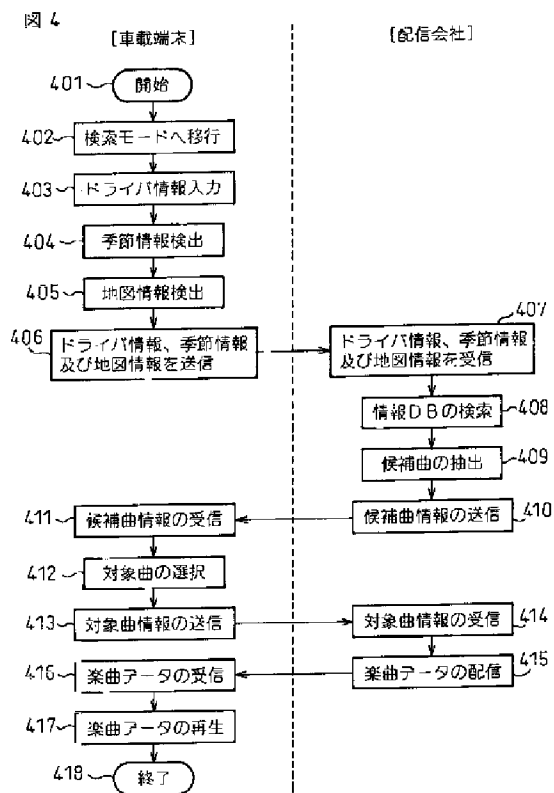 図 4
[車載端末]
[配信会社]
401
開始
402
検索モードへ移行
403
ドライバ情報入力
404
季節情報検出
405
地図情報検出
406
ドライバ情報、季節情報
及び地図情報を送信
407
ドライバ情報、季節情報
及び地図情報を受信
情報DBの検索
408
候補曲の抽出
409
候補曲情報の送信
410
411
候補曲情報の受信
412
対象曲の選択
413
対象曲情報の送信
対象曲情報の受信
414
楽曲データの配信
415
416
楽曲データの受信
417
楽曲データの再生
418
終了